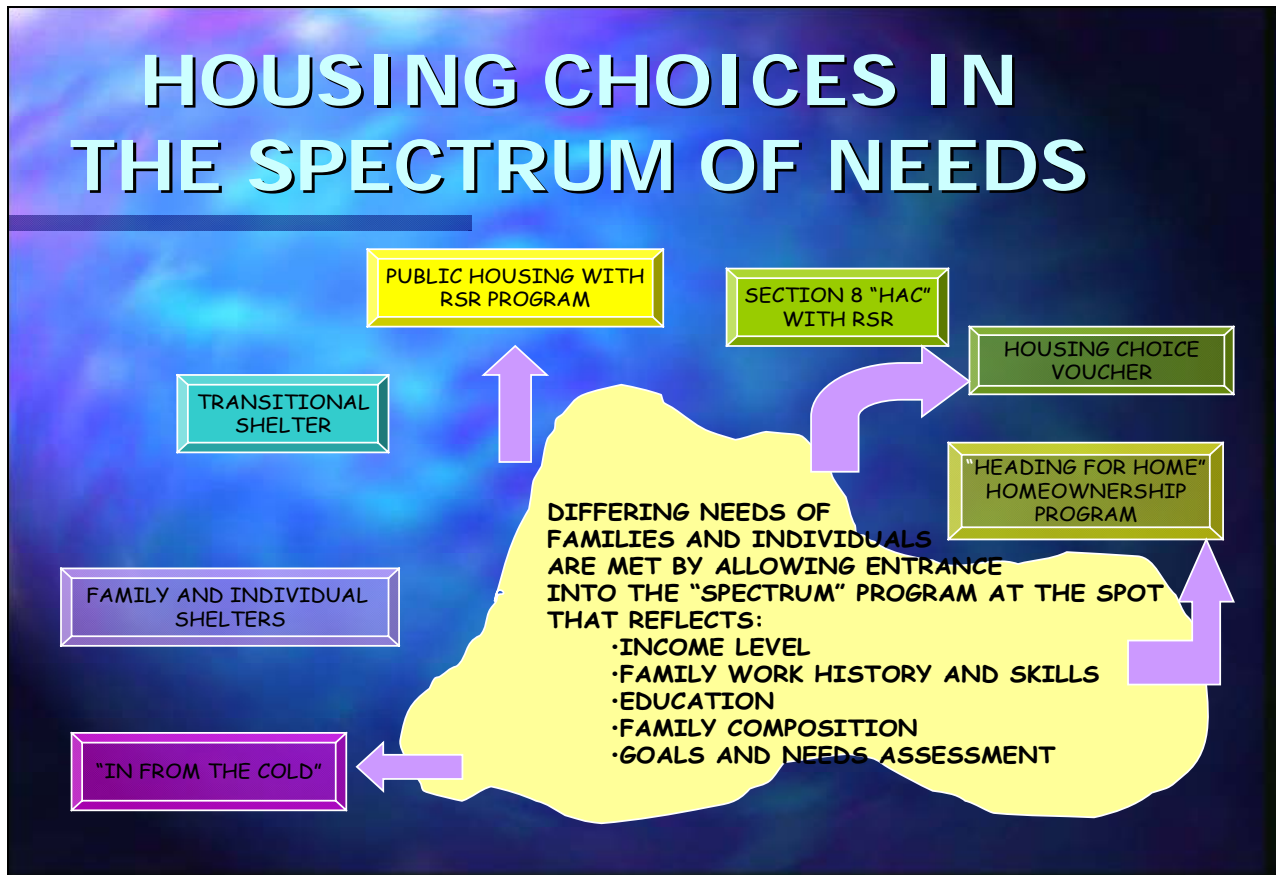 HOUSING CHOICES IN
THE SPECTRUM OF NEEDS
PUBLIC HOUSING WITH
RSR PROGRAM
SECTION 8 “HAC”
WITH RSR
HOUSING CHOICE
VOUCHER
TRANSITIONAL
SHELTER
“HEADING FOR HOME”
HOMEOWNERSHIP
PROGRAM
DIFFERING NEEDS OF
FAMILIES AND INDIVIDUALS
ARE MET BY ALLOWING ENTRANCE
INTO THE “SPECTRUM” PROGRAM AT THE SPOT
THAT REFLECTS:
•INCOME LEVEL
•FAMILY WORK HISTORY AND SKILLS
•EDUCATION
•FAMILY COMPOSITION
•GOALS AND NEEDS ASSESSMENT
FAMILY AND INDIVIDUAL
SHELTERS
“IN FROM THE COLD”